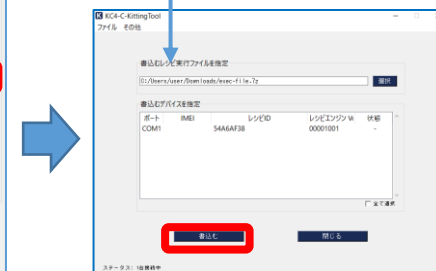 KC4-C-KittingTool
ファイル その他
書込むレシピ実行ファイルを指定
C:/Users/user/Downloads/exec-file.7z
選択
書込むデバイスを指定
ポート IMEI レシピID レシピエンジン Ve 状態
COM1 54A6AF38 00001001 -
全て選択
書込む 閉じる
ステータス: 1台接続中